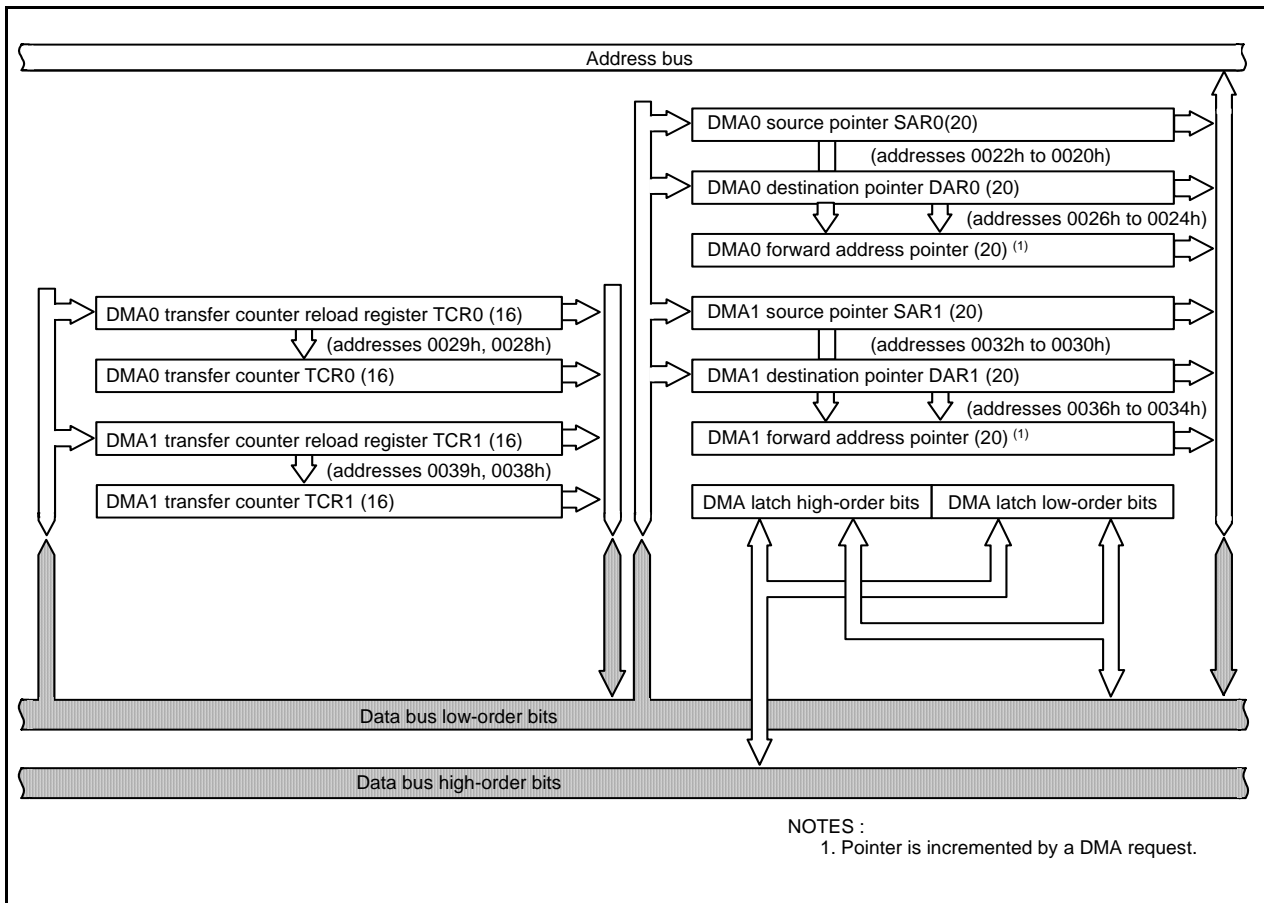 Address bus
DMA0 source pointer SAR0(20)
(addresses 0022h to 0020h)
DMA0 destination pointer DAR0 (20)
(addresses 0026h to 0024h)
DMA0 forward address pointer (20) (1)
DMA0 transfer counter reload register TCR0 (16)
(addresses 0029h, 0028h)
DMA0 transfer counter TCR0 (16)
DMA1 transfer counter reload register TCR1 (16)
(addresses 0039h, 0038h)
DMA1 transfer counter TCR1 (16)
DMA1 source pointer SAR1 (20)
(addresses 0032h to 0030h)
DMA1 destination pointer DAR1 (20)
(addresses 0036h to 0034h)
DMA1 forward address pointer (20) (1)
DMA latch high-order bits
DMA latch low-order bits
Data bus low-order bits
Data bus high-order bits
NOTES :
1. Pointer is incremented by a DMA request.